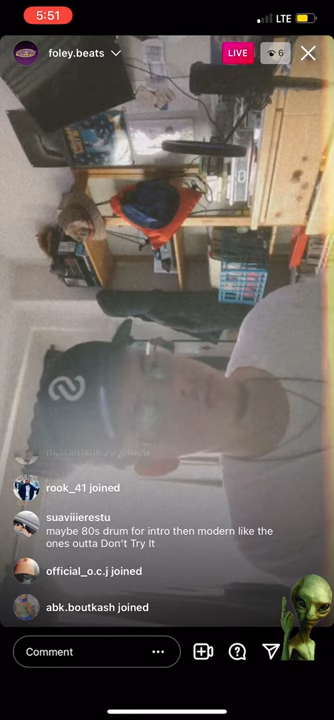 5:51
LTE
foley.beats
LIVE
6
joined
rook_41 joined
suaviiierestu
maybe 80s drum for intro then modern like the
ones outta Don't Try It
official_o.c.j joined
abk.boutkash joined
Comment